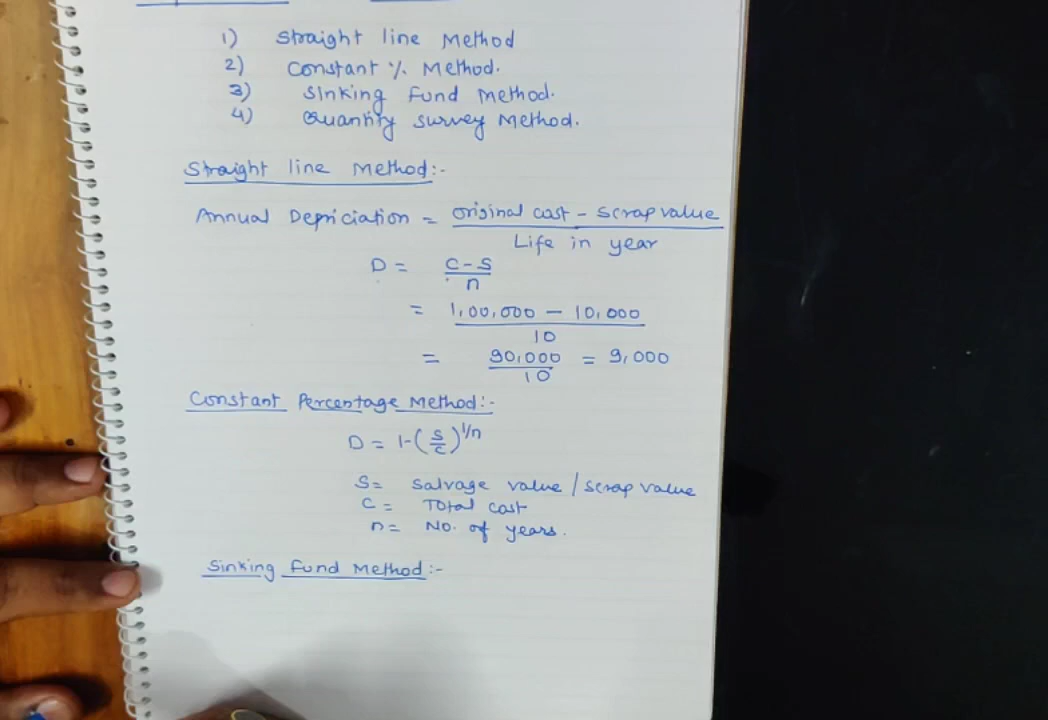 1) Straight line Method
2) Constant % Method.
3) Sinking Fund Method.
4) Quantity survey Method.
Straight line Method:-
Annual Depriciation = original cost - scrap value
Life in year
D = C-S
n
= 1,00,000 - 10,000
10
= 90,000 = 9,000
10
Constant Percentage Method:-
D = 1-(S/C)^1/n
S= Salvage value / scrap value
C = Total cost
n = No. of years.
Sinking Fund Method:-